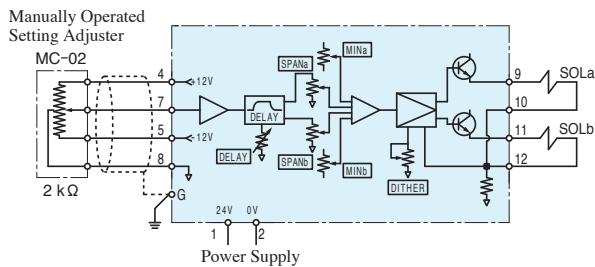 Manually Operated
Setting Adjuster
MC-02
4
+12V
7
5
-12V
8
2 kΩ
G
DELAY
DELAY
SPANa
SPANb
MINa
MINb
DITHER
9
SOLa
10
11
SOLb
12
24V 0V
1 2
Power Supply